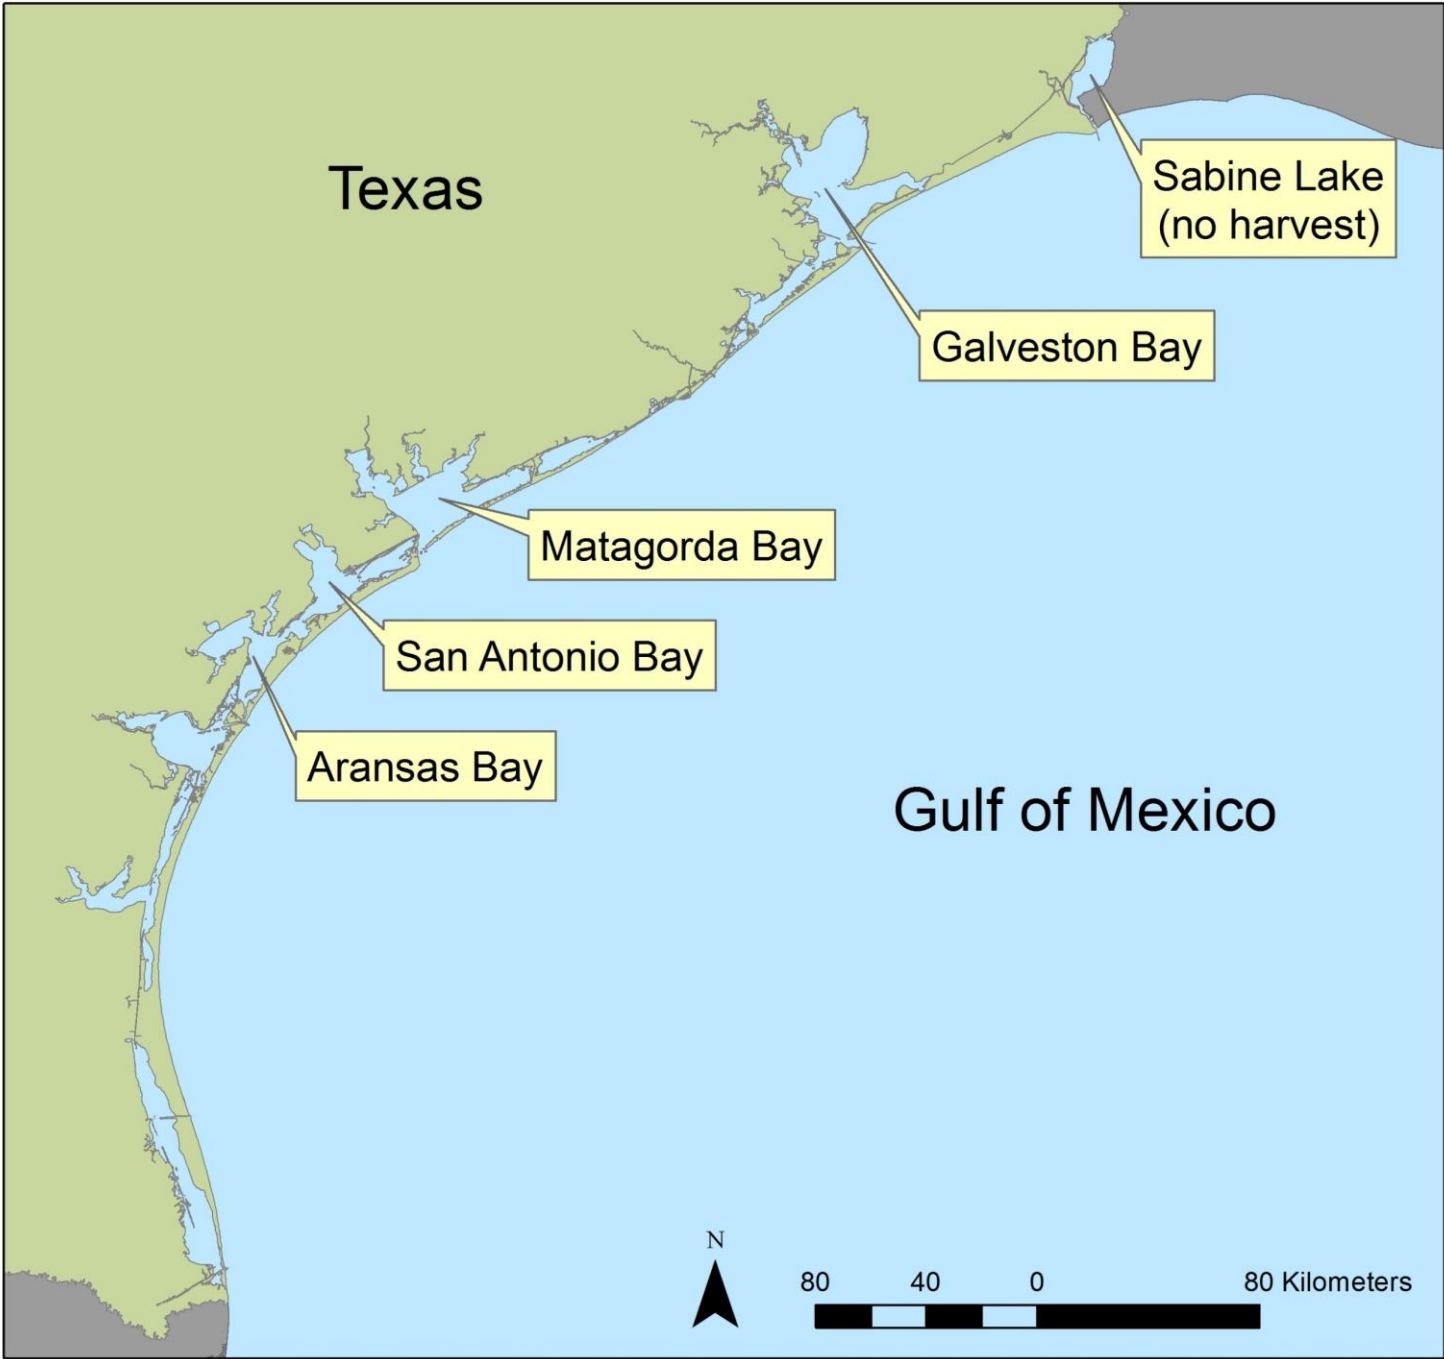 Texas
Sabine Lake
(no harvest)
Galveston Bay
Matagorda Bay
San Antonio Bay
Aransas Bay
Gulf of Mexico
N
80 40 0 80 Kilometers